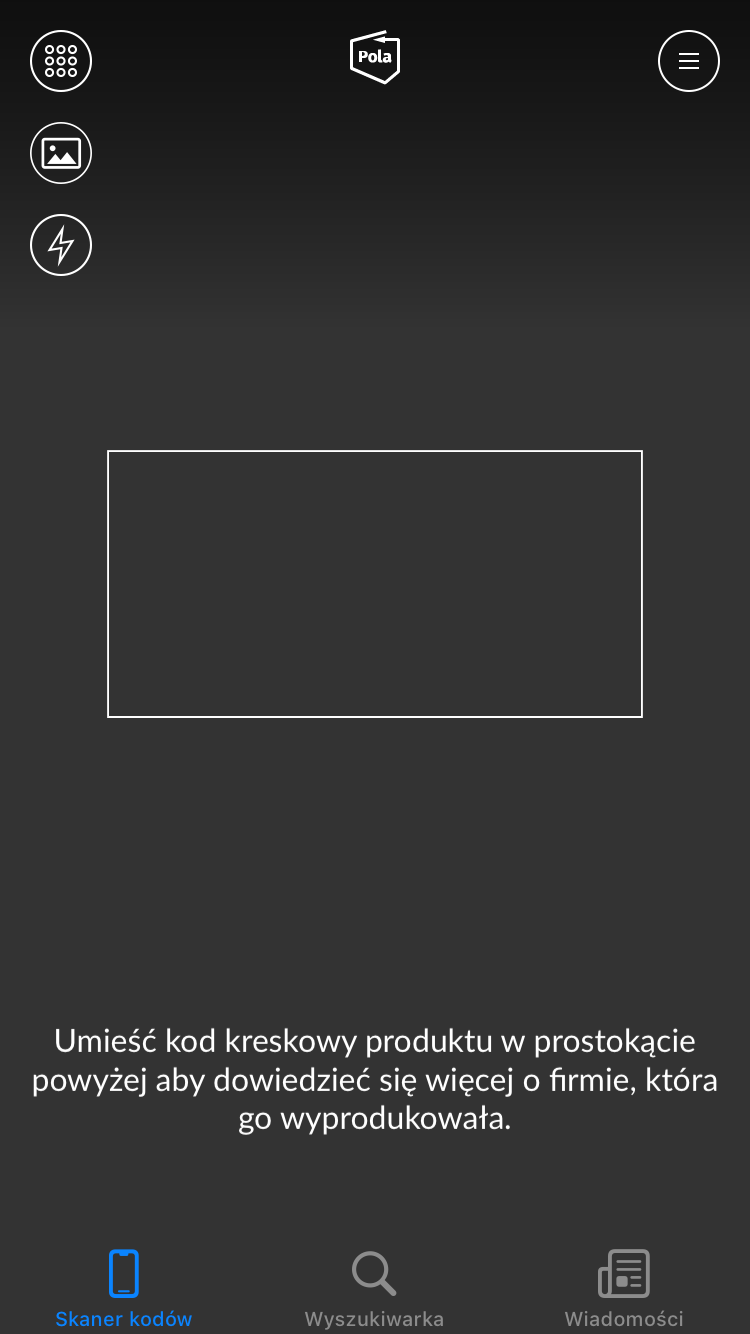 Pola
Umieść kod kreskowy produktu w prostokącie
powyżej aby dowiedzieć się więcej o firmie, która
go wyprodukowała.
Skaner kodów
Wyszukiwarka
Wiadomości